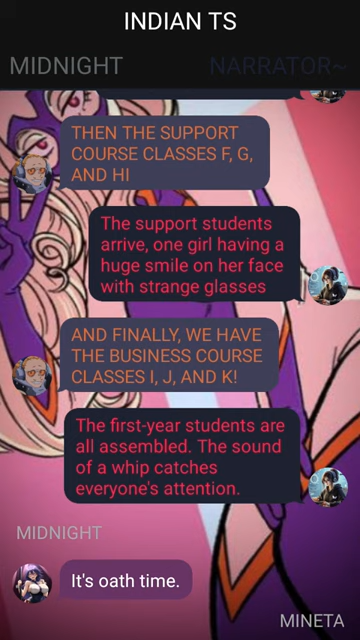 INDIAN TS
MIDNIGHT
NARRATOR~
THEN THE SUPPORT
COURSE CLASSES F, G,
AND HI
The support students
arrive, one girl having a
huge smile on her face
with strange glasses
AND FINALLY, WE HAVE
THE BUSINESS COURSE
CLASSES I, J, AND K!
The first-year students are
all assembled. The sound
of a whip catches
everyone's attention.
MIDNIGHT
It's oath time.
MINETA